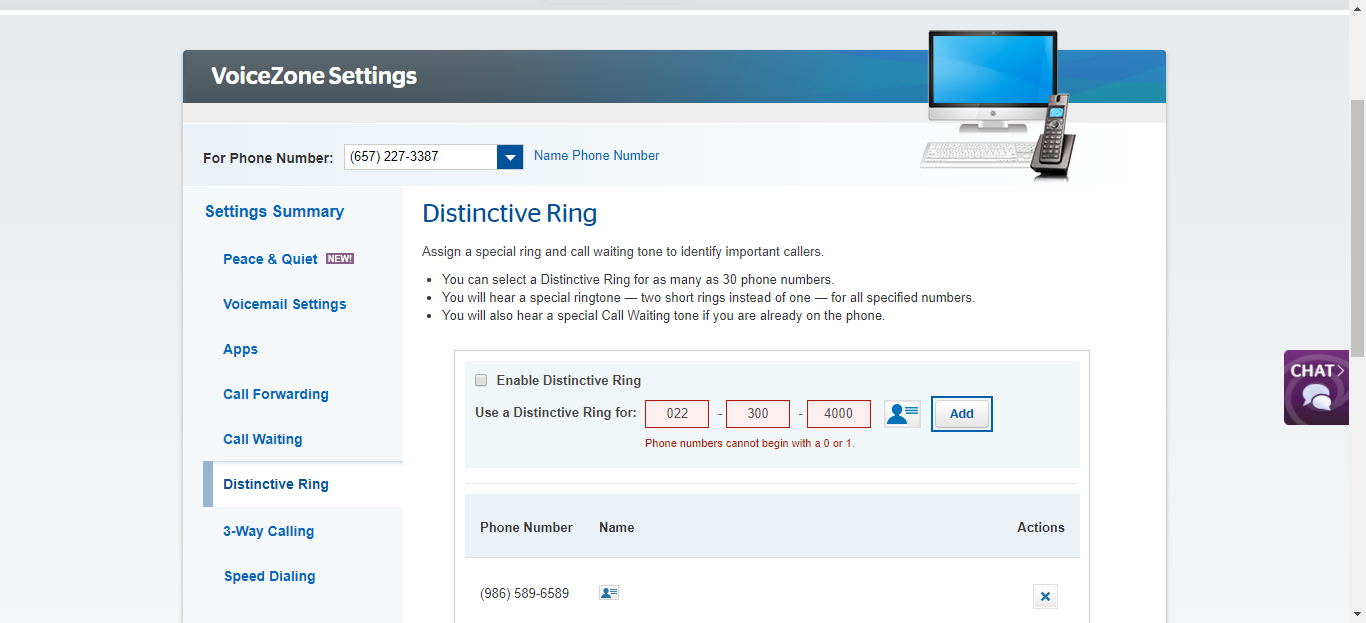 VoiceZone Settings
For Phone Number: (657) 227-3387 Name Phone Number
Settings Summary
Peace & Quiet NEW!
Voicemail Settings
Apps
Call Forwarding
Call Waiting
Distinctive Ring
3-Way Calling
Speed Dialing
Distinctive Ring
Assign a special ring and call waiting tone to identify important callers.
• You can select a Distinctive Ring for as many as 30 phone numbers.
• You will hear a special ringtone — two short rings instead of one — for all specified numbers.
• You will also hear a special Call Waiting tone if you are already on the phone.
Enable Distinctive Ring
Use a Distinctive Ring for: 022 - 300 - 4000 Add
Phone numbers cannot begin with a 0 or 1.
Phone Number Name Actions
(986) 589-6589
CHAT>